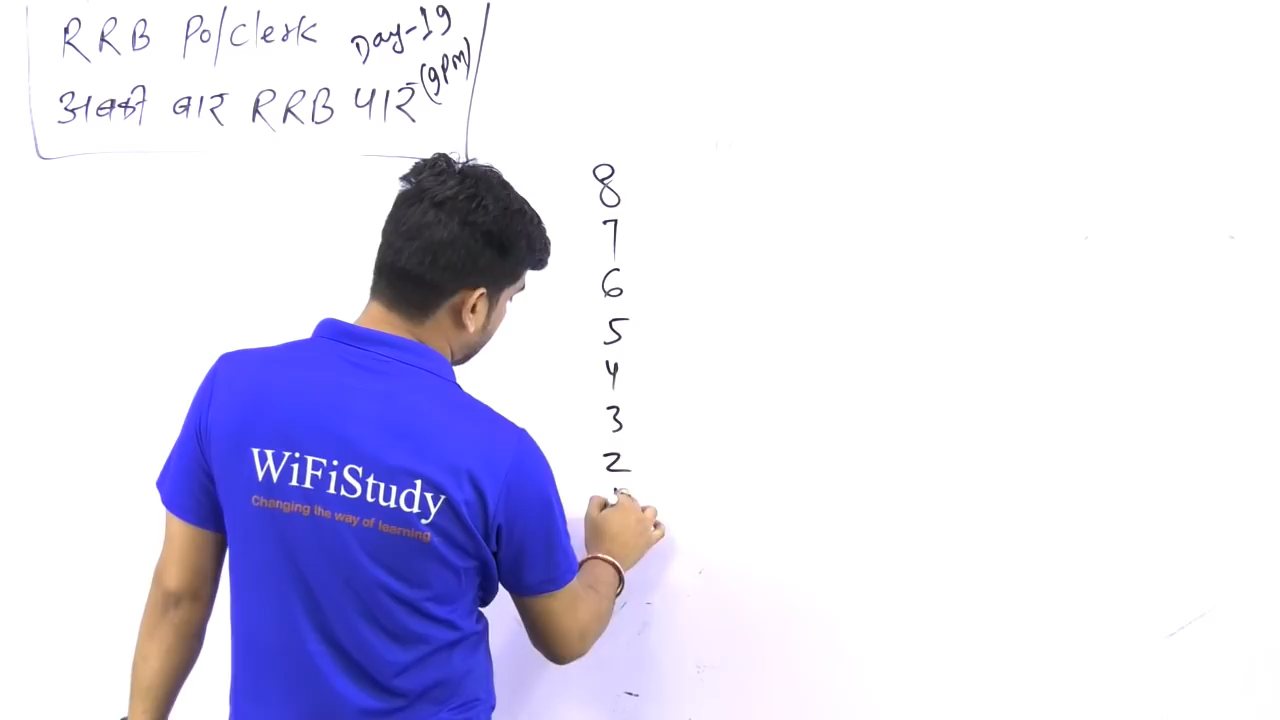 RRB Po/Clerk Day-19
अबकी बार RRB पार (9PM)
8
7
6
5
4
3
2
WiFiStudy
Changing the way of learning